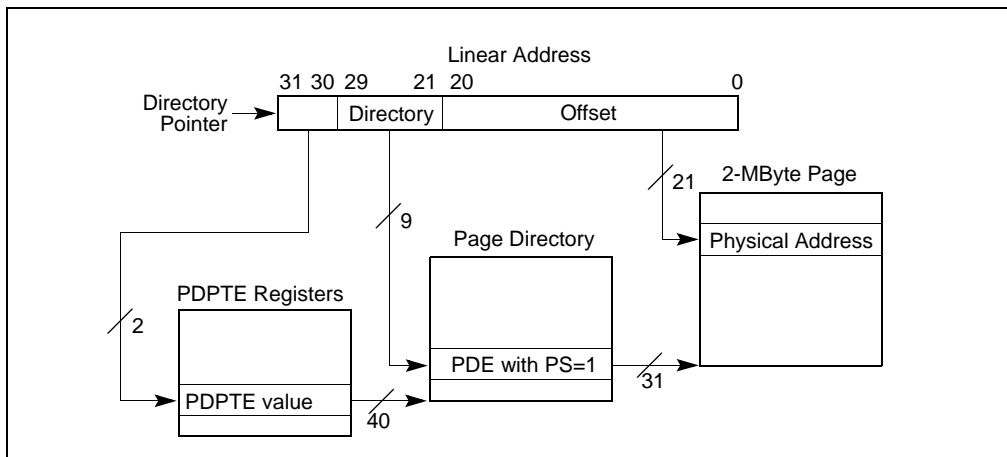 Linear Address
31 30 29 21 20 0
Directory
Pointer
Directory
Offset
2-MByte Page
21
9
Page Directory
Physical Address
PDPTE Registers
2
PDE with PS=1
31
PDPTE value
40